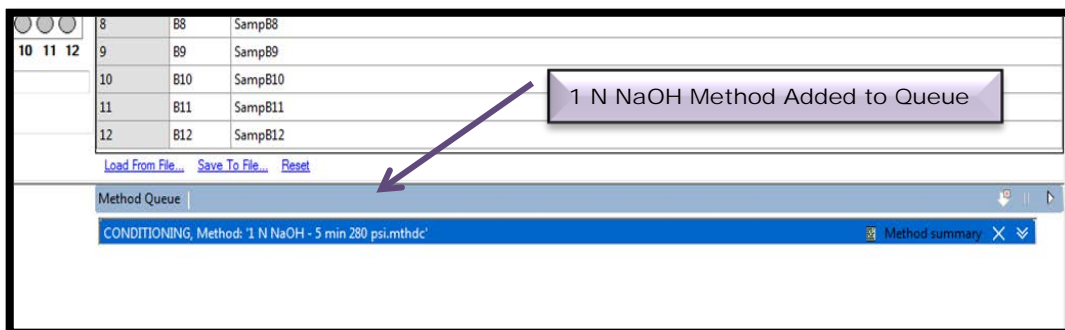 8 B8 SampB8
10 11 12 9 B9 SampB9
10 B10 SampB10
11 B11 SampB11
12 B12 SampB12
1 N NaOH Method Added to Queue
Load From File... Save To File... Reset
Method Queue
CONDITIONING, Method: '1 N NaOH - 5 min 280 psi.mthdc' Method summary